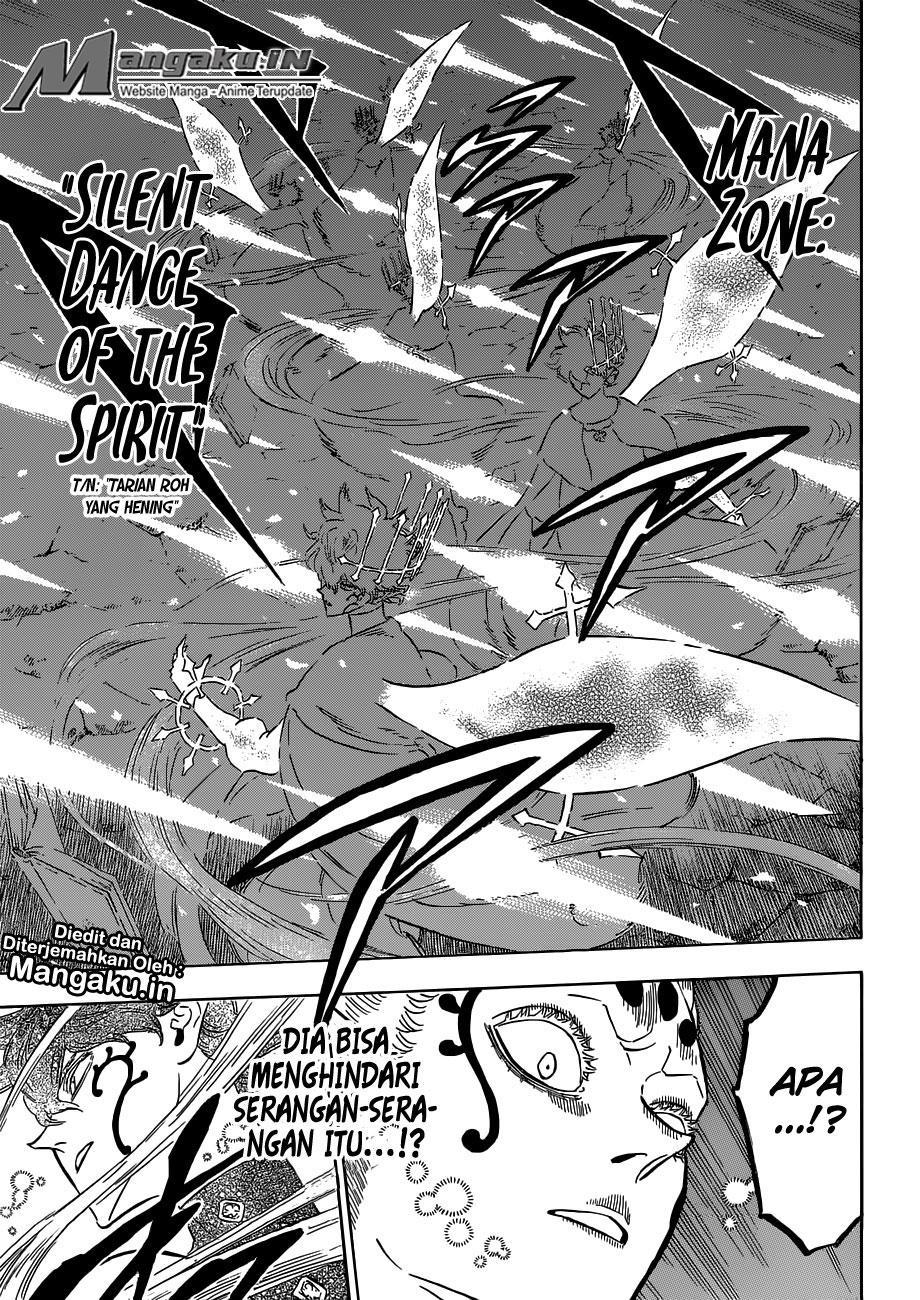 Mangaku.iN
Website Manga - Anime Terupdate
MANA
ZONE:
"SILENT
DANCE
OF THE
SPIRIT"
T/N: "TARIAN ROH
YANG HENING"
Diedit dan
Diterjemahkan Oleh :
Mangaku.in
APA
...!?
DIA BISA
MENGHINDARI
SERANGAN-SERA-
NGAN ITU...!?